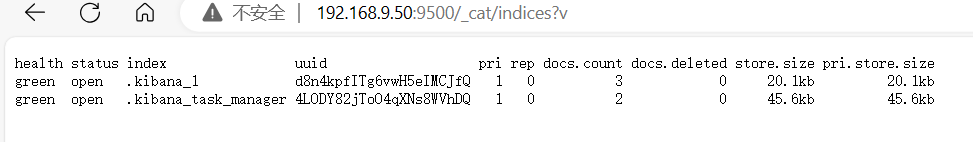 不安全 | 192.168.9.50:9500/_cat/indices?v
health status index uuid pri rep docs.count docs.deleted store.size pri.store.size
green open .kibana_1 d8n4kpfITg6vwH5eIMCJfQ 1 0 3 0 20.1kb 20.1kb
green open .kibana_task_manager 4LODY82jToO4qXNs8WVhDQ 1 0 2 0 45.6kb 45.6kb